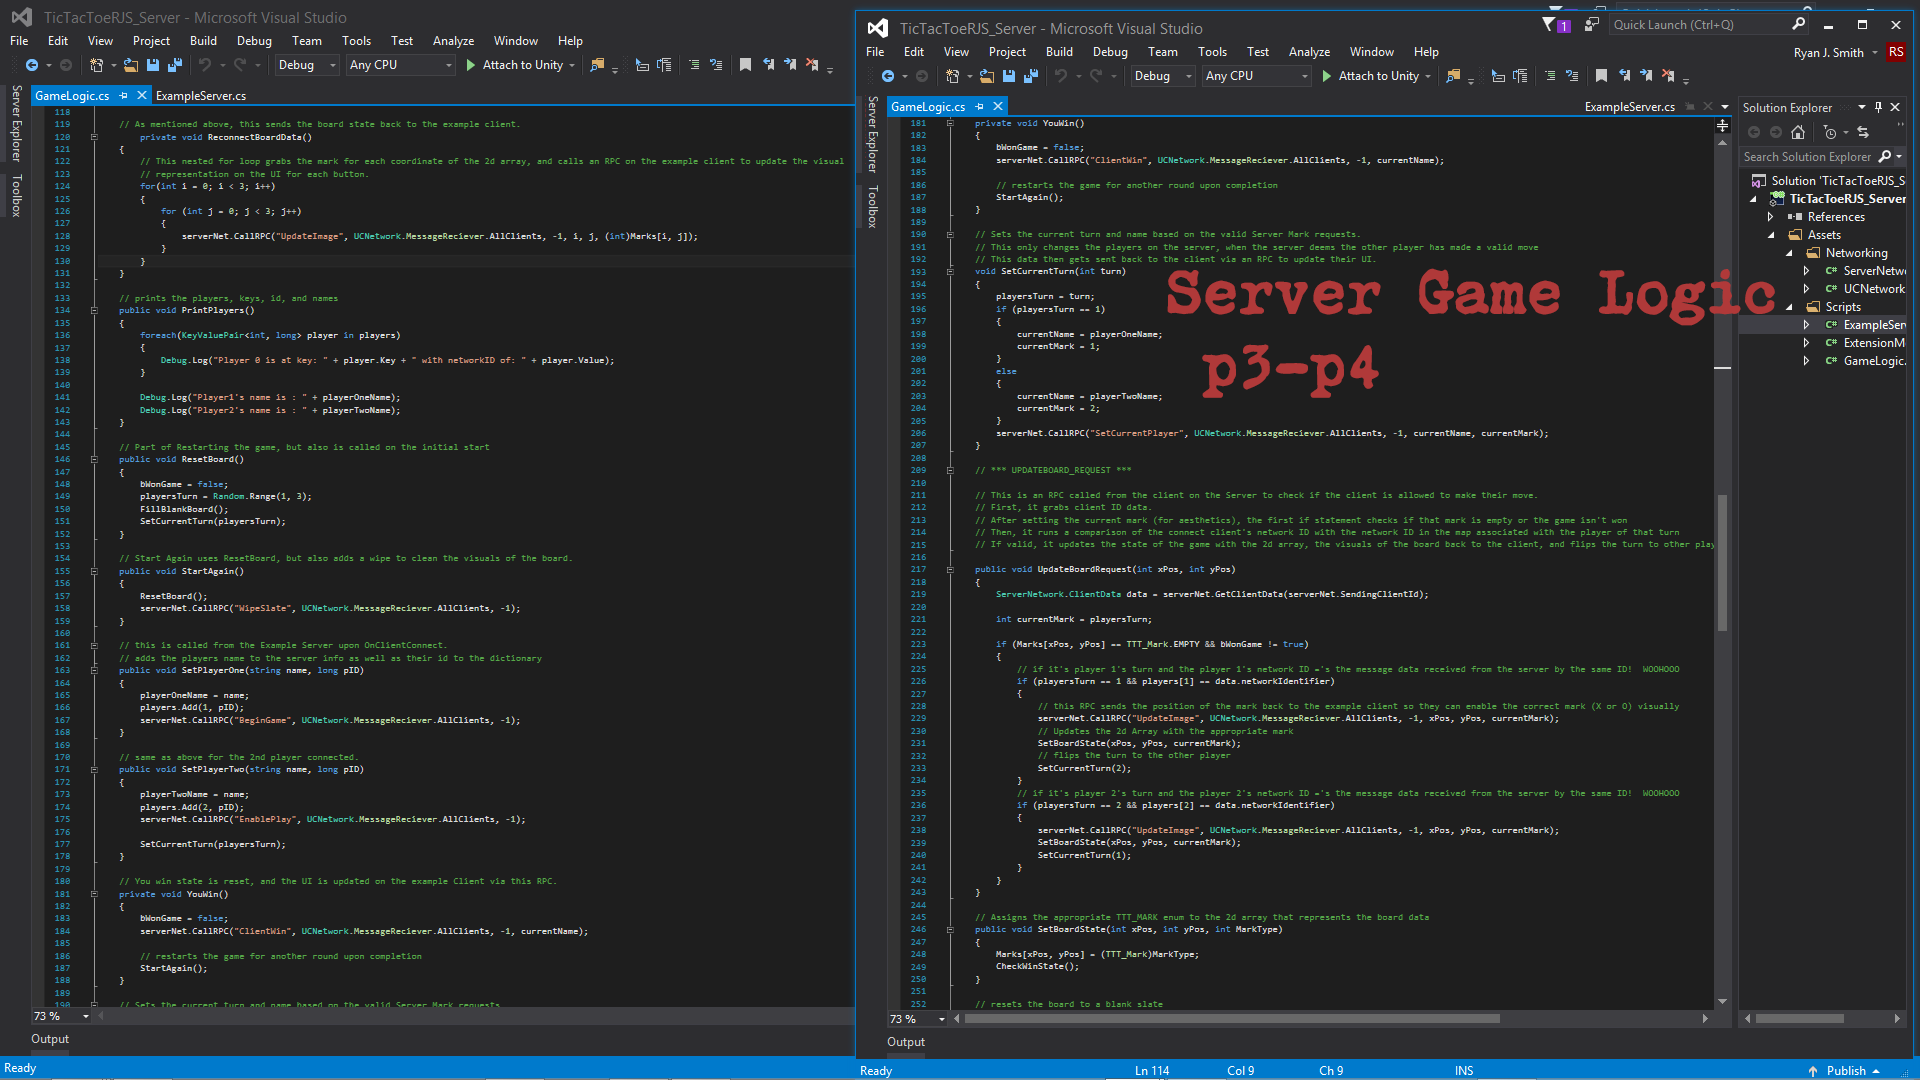 TicTacToeRJS_Server - Microsoft Visual Studio
File Edit View Project Build Debug Team Tools Test Analyze Window Help
Debug Any CPU Attach to Unity
Server Explorer
Toolbox
GameLogic.cs ExampleServer.cs
118
119 // As mentioned above, this sends the board state back to the example client.
120 private void ReconnectBoardData()
121 {
122 // This nested for loop grabs the mark for each coordinate of the 2d array, and calls an RPC on the example client to update the visual
123 // representation on the UI for each button.
124 for(int i = 0; i < 3; i++)
125 {
126 for (int j = 0; j < 3; j++)
127 {
128 serverNet.CallRPC("UpdateImage", UCNetwork.MessageReciever.AllClients, -1, i, j, (int)Marks[i, j]);
129 }
130 }
131 }
132
133 // prints the players, keys, id, and names
134 public void PrintPlayers()
135 {
136 foreach(KeyValuePair<int, long> player in players)
137 {
138 Debug.Log("Player 0 is at key: " + player.Key + " with networkID of: " + player.Value);
139 }
140
141 Debug.Log("Player1's name is : " + playerOneName);
142 Debug.Log("Player2's name is : " + playerTwoName);
143 }
144
145 // Part of Restarting the game, but also is called on the initial start
146 public void ResetBoard()
147 {
148 bWonGame = false;
149 playersTurn = Random.Range(1, 3);
150 FillBlankBoard();
151 SetCurrentTurn(playersTurn);
152 }
153
154 // Start Again uses ResetBoard, but also adds a wipe to clean the visuals of the board.
155 public void StartAgain()
156 {
157 ResetBoard();
158 serverNet.CallRPC("WipeSlate", UCNetwork.MessageReciever.AllClients, -1);
159 }
160
161 // this is called from the Example Server upon OnClientConnect.
162 // adds the players name to the server info as well as their id to the dictionary
163 public void SetPlayerOne(string name, long pID)
164 {
165 playerOneName = name;
166 players.Add(1, pID);
167 serverNet.CallRPC("BeginGame", UCNetwork.MessageReciever.AllClients, -1);
168 }
169
170 // same as above for the 2nd player connected.
171 public void SetPlayerTwo(string name, long pID)
172 {
173 playerTwoName = name;
174 players.Add(2, pID);
175 serverNet.CallRPC("EnablePlay", UCNetwork.MessageReciever.AllClients, -1);
176
177 SetCurrentTurn(playersTurn);
178 }
179
180 // You win state is reset, and the UI is updated on the example Client via this RPC.
181 private void YouWin()
182 {
183 bWonGame = false;
184 serverNet.CallRPC("ClientWin", UCNetwork.MessageReciever.AllClients, -1, currentName);
185
186 // restarts the game for another round upon completion
187 StartAgain();
188 }
189
190 // Sets the current turn and name based on the valid Server Mark requests.
73 %
Output
Ready
TicTacToeRJS_Server - Microsoft Visual Studio
1 Quick Launch (Ctrl+Q)
File Edit View Project Build Debug Team Tools Test Analyze Window Help
Ryan J. Smith RS
Debug Any CPU Attach to Unity
Server Explorer
Toolbox
GameLogic.cs ExampleServer.cs
181 private void YouWin()
182 {
183 bWonGame = false;
184 serverNet.CallRPC("ClientWin", UCNetwork.MessageReciever.AllClients, -1, currentName);
185
186 // restarts the game for another round upon completion
187 StartAgain();
188 }
189
190 // Sets the current turn and name based on the valid Server Mark requests.
191 // This only changes the players on the server, when the server deems the other player has made a valid move
192 // This data then gets sent back to the client via an RPC to update their UI.
193 void SetCurrentTurn(int turn)
194 {
195 playersTurn = turn;
196 if (playersTurn == 1)
197 {
198 currentName = playerOneName;
199 currentMark = 1;
200 }
201 else
202 {
203 currentName = playerTwoName;
204 currentMark = 2;
205 }
206 serverNet.CallRPC("SetCurrentPlayer", UCNetwork.MessageReciever.AllClients, -1, currentName, currentMark);
207 }
208
209 // *** UPDATEBOARD_REQUEST ***
210
211 // This is an RPC called from the client on the Server to check if the client is allowed to make their move.
212 // First, it grabs client ID data.
213 // After setting the current mark (for aesthetics), the first if statement checks if that mark is empty or the game isn't won
214 // Then, it runs a comparison of the connect client's network ID with the network ID in the map associated with the player of that turn
215 // If valid, it updates the state of the game with the 2d array, the visuals of the board back to the client, and flips the turn to other play
216
217 public void UpdateBoardRequest(int xPos, int yPos)
218 {
219 ServerNetwork.ClientData data = serverNet.GetClientData(serverNet.SendingClientId);
220
221 int currentMark = playersTurn;
222
223 if (Marks[xPos, yPos] == TTT_Mark.EMPTY && bWonGame != true)
224 {
225 // if it's player 1's turn and the player 1's network ID ='s the message data received from the server by the same ID! WOOHOOO
226 if (playersTurn == 1 && players[1] == data.networkIdentifier)
227 {
228 // this RPC sends the position of the mark back to the example client so they can enable the correct mark (X or O) visually
229 serverNet.CallRPC("UpdateImage", UCNetwork.MessageReciever.AllClients, -1, xPos, yPos, currentMark);
230 // Updates the 2d Array with the appropriate mark
231 SetBoardState(xPos, yPos, currentMark);
232 // flips the turn to the other player
233 SetCurrentTurn(2);
234 }
235 // if it's player 2's turn and the player 2's network ID ='s the message data received from the server by the same ID! WOOHOOO
236 if (playersTurn == 2 && players[2] == data.networkIdentifier)
237 {
238 serverNet.CallRPC("UpdateImage", UCNetwork.MessageReciever.AllClients, -1, xPos, yPos, currentMark);
239 SetBoardState(xPos, yPos, currentMark);
240 SetCurrentTurn(1);
241 }
242 }
243 }
244
245 // Assigns the appropriate TTT_MARK enum to the 2d array that represents the board data
246 public void SetBoardState(int xPos, int yPos, int MarkType)
247 {
248 Marks[xPos, yPos] = (TTT_Mark)MarkType;
249 CheckWinState();
250 }
251
252 // resets the board to a blank slate
Server Game Logic
p3-p4
73 %
Output
Ready Ln 114 Col 9 Ch 9 INS Publish
Solution Explorer
Search Solution Explorer
Solution 'TicTacToeRJS_S
TicTacToeRJS_Server
References
Assets
Networking
C# ServerNetw
C# UCNetwork
Scripts
C# ExampleSer
C# ExtensionM
C# GameLogic.